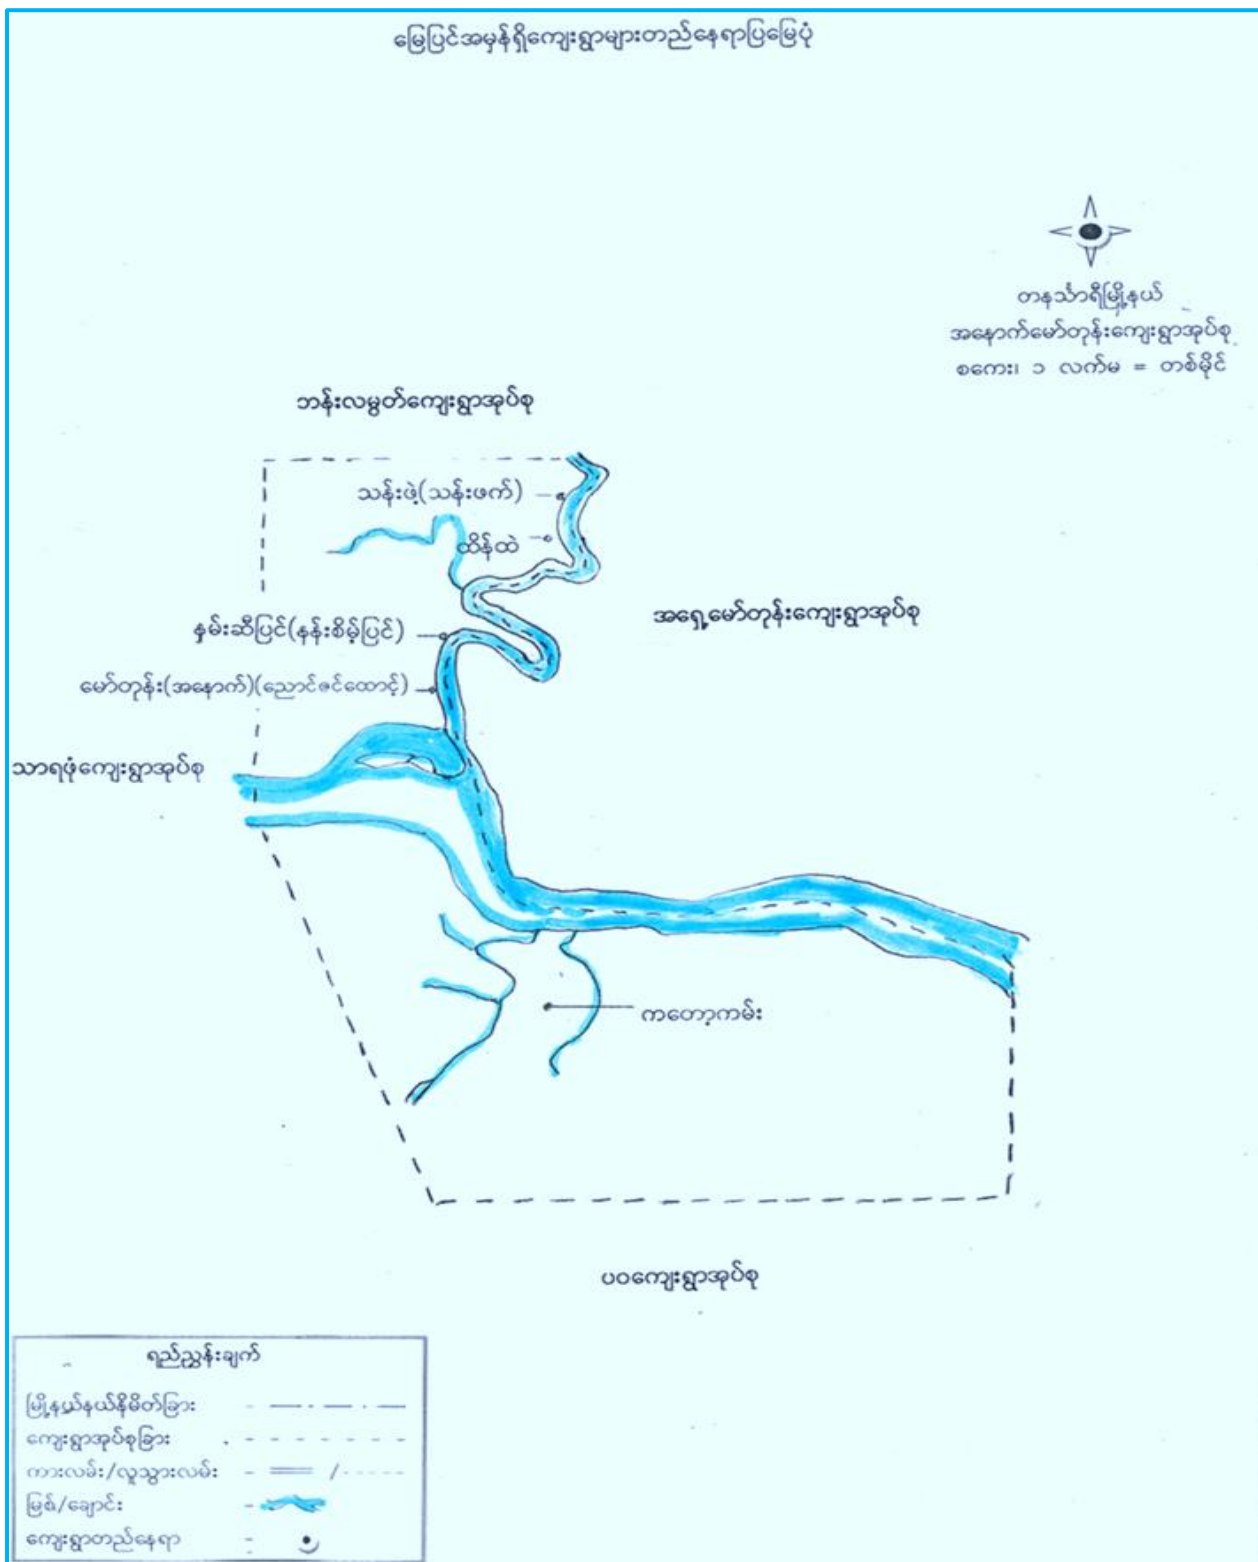 မြေပြင်အမှန်ရှိကျေးရွာများတည်နေရာပြမြေပုံ
တနင်္သာရီမြို့နယ်
အနောက်မော်တုန်းကျေးရွာအုပ်စု
စကေး၊ ၁ လက်မ = တစ်မိုင်
ဘန်းလမွတ်ကျေးရွာအုပ်စု
သန်းဖဲ့(သန်းဖက်)
ထိန်ထဲ
အရှေ့မော်တုန်းကျေးရွာအုပ်စု
နှမ်းဆီပြင်(နန်းစိမ့်ပြင်)
မော်တုန်း(အနောက်)(ညောင်ဇင်ထောင့်)
သာရဖုံကျေးရွာအုပ်စု
ကတော့ကမ်း
ပဝကျေးရွာအုပ်စု
ရည်ညွှန်းချက်
မြို့နယ်နယ်နိမိတ်ခြား
ကျေးရွာအုပ်စုခြား
ကားလမ်း/လူသွားလမ်း
မြစ်/ချောင်း
ကျေးရွာတည်နေရာ